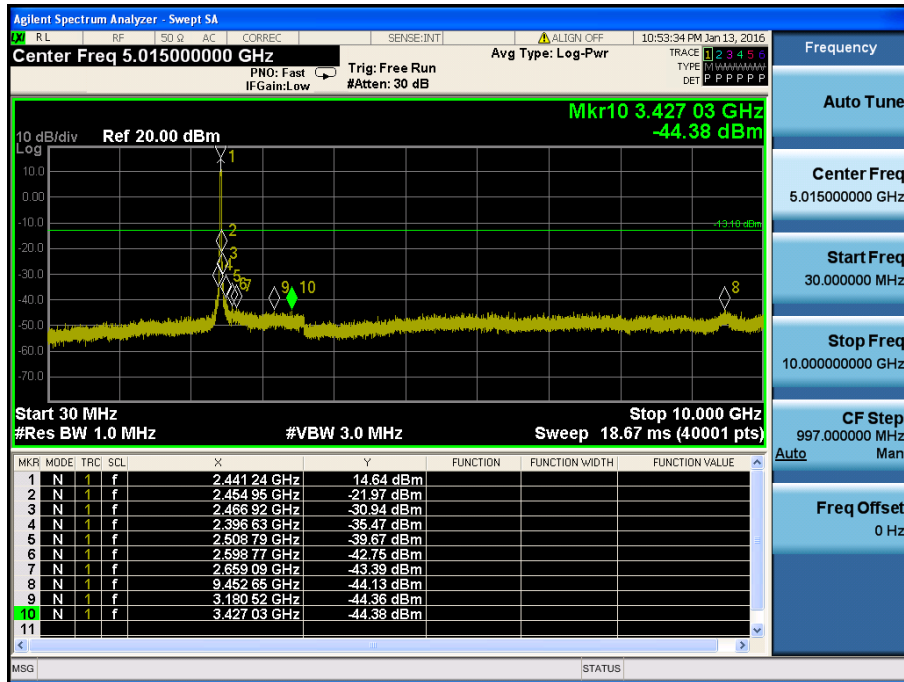 Agilent Spectrum Analyzer - Swept SA
LXI RL RF 50 Ω AC CORREC SENSE:INT ALIGN OFF 10:53:34 PM Jan 13, 2016
Center Freq 5.015000000 GHz
PNO: Fast
IFGain:Low
Trig: Free Run
#Atten: 30 dB
Avg Type: Log-Pwr
TRACE 1 2 3 4 5 6
TYPE MWWWWW
DET P P P P P P
Mkr10 3.427 03 GHz
-44.38 dBm
10 dB/div Ref 20.00 dBm
Log
10.0
0.00
-10.0
-20.0
-30.0
-40.0
-50.0
-60.0
-70.0
-13.10 dBm
1
2
3
4
5
6
7
9
10
8
Start 30 MHz Stop 10.000 GHz
#Res BW 1.0 MHz #VBW 3.0 MHz Sweep 18.67 ms (40001 pts)
MKR MODE TRC SCL X Y FUNCTION FUNCTION WIDTH FUNCTION VALUE
1 N 1 f 2.441 24 GHz 14.64 dBm
2 N 1 f 2.454 95 GHz -21.97 dBm
3 N 1 f 2.466 92 GHz -30.94 dBm
4 N 1 f 2.396 63 GHz -35.47 dBm
5 N 1 f 2.508 79 GHz -39.67 dBm
6 N 1 f 2.598 77 GHz -42.75 dBm
7 N 1 f 2.659 09 GHz -43.39 dBm
8 N 1 f 9.452 65 GHz -44.13 dBm
9 N 1 f 3.180 52 GHz -44.36 dBm
10 N 1 f 3.427 03 GHz -44.38 dBm
11
MSG STATUS
Frequency
Auto Tune
Center Freq
5.015000000 GHz
Start Freq
30.000000 MHz
Stop Freq
10.000000000 GHz
CF Step
997.000000 MHz
Auto Man
Freq Offset
0 Hz